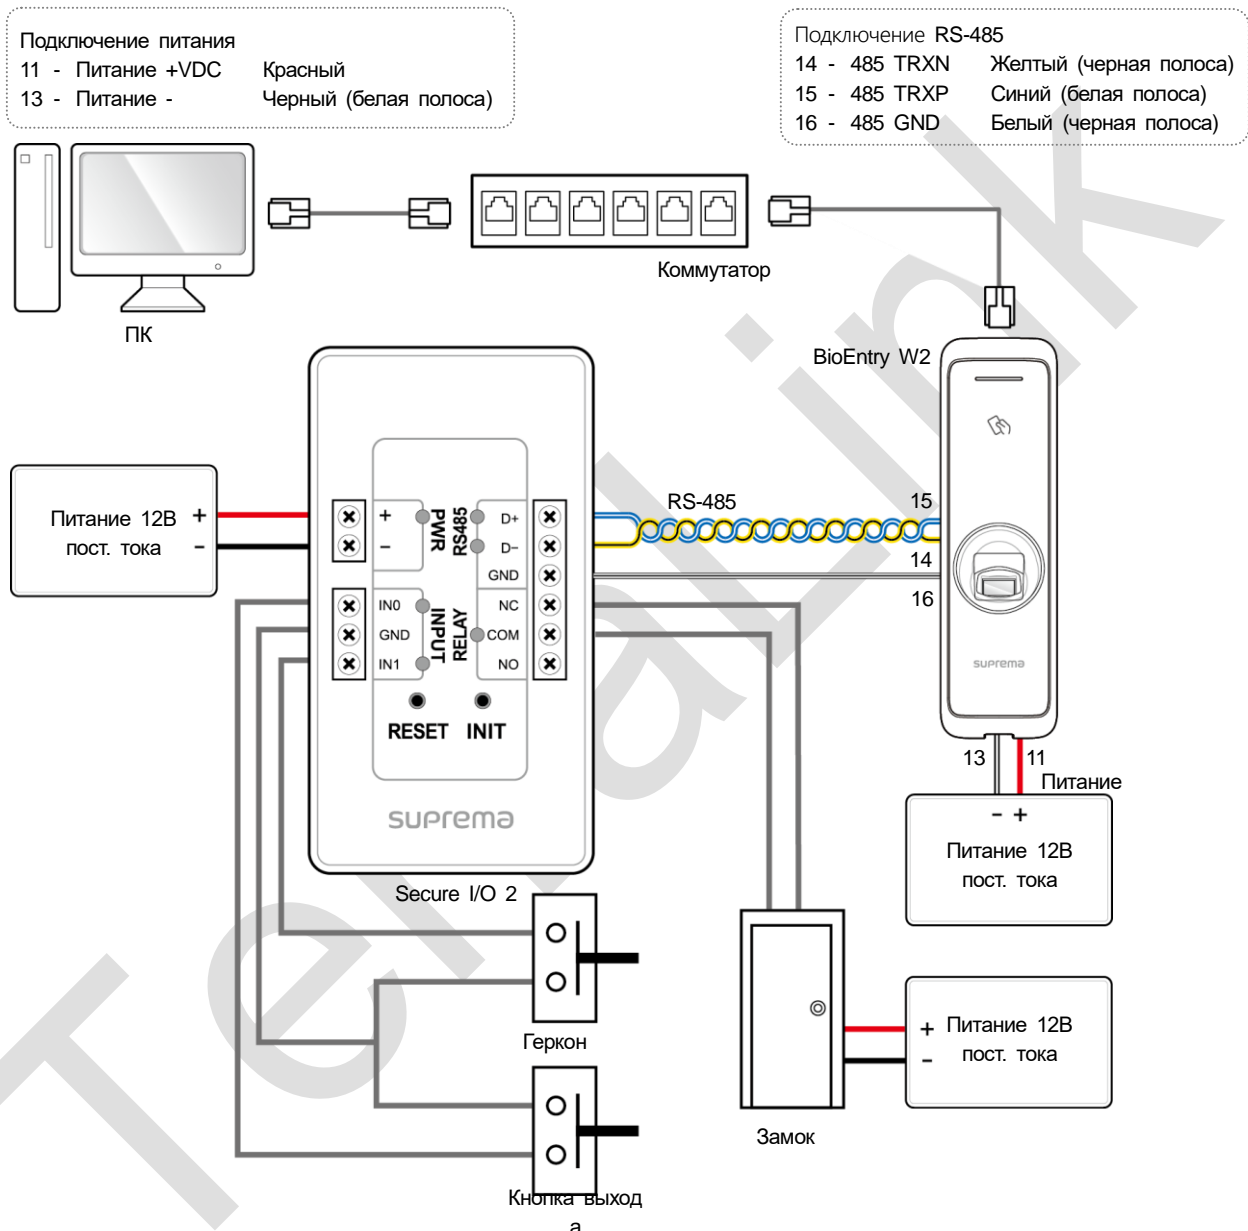 Подключение питания
11 - Питание +VDC Красный
13 - Питание - Черный (белая полоса)
Подключение RS-485
14 - 485 TRXN Желтый (черная полоса)
15 - 485 TRXP Синий (белая полоса)
16 - 485 GND Белый (черная полоса)
Коммутатор
ПК
BioEntry W2
Питание 12В +
пост. тока -
+
-
PWR
RS485
D+
D-
GND
RS-485
15
14
16
IN0
GND
IN1
INPUT
RELAY
NC
COM
NO
RESET INIT
suprema
Secure I/O 2
suprema
13 11
Питание
- +
Питание 12В
пост. тока
Геркон
Кнопка выход
а
Замок
+ Питание 12В
- пост. тока
TerraLink